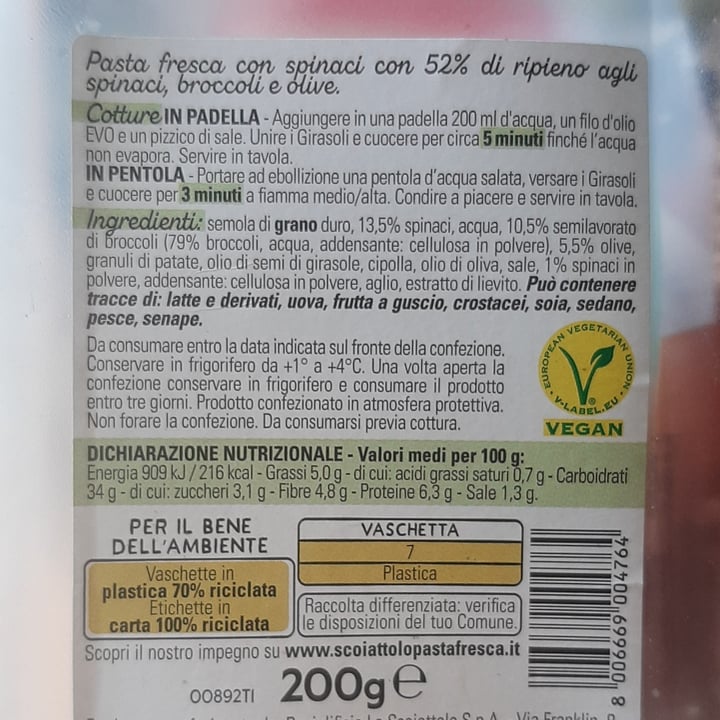 Pasta fresca con spinaci con 52% di ripieno agli
spinaci, broccoli e olive.
Cotture IN PADELLA - Aggiungere in una padella 200 ml d'acqua, un filo d'olio
EVO e un pizzico di sale. Unire i Girasoli e cuocere per circa 5 minuti finché l'acqua
non evapora. Servire in tavola.
IN PENTOLA - Portare ad ebollizione una pentola d'acqua salata, versare i Girasoli
e cuocere per 3 minuti a fiamma medio/alta. Condire a piacere e servire in tavola.
Ingredienti: semola di grano duro, 13,5% spinaci, acqua, 10,5% semilavorato
di broccoli (79% broccoli, acqua, addensante: cellulosa in polvere), 5,5% olive,
granuli di patate, olio di semi di girasole, cipolla, olio di oliva, sale, 1% spinaci in
polvere, addensante: cellulosa in polvere, aglio, estratto di lievito. Può contenere
tracce di: latte e derivati, uova, frutta a guscio, crostacei, soia, sedano,
pesce, senape.
Da consumare entro la data indicata sul fronte della confezione.
Conservare in frigorifero da +1° a +4°C. Una volta aperta la
confezione conservare in frigorifero e consumare il prodotto
entro tre giorni. Prodotto confezionato in atmosfera protettiva.
Non forare la confezione. Da consumarsi previa cottura.
EUROPEAN VEGETARIAN UNION
V-LABEL.EU
VEGAN
DICHIARAZIONE NUTRIZIONALE - Valori medi per 100 g:
Energia 909 kJ / 216 kcal - Grassi 5,0 g - di cui: acidi grassi saturi 0,7 g - Carboidrati
34 g - di cui: zuccheri 3,1 g - Fibre 4,8 g - Proteine 6,3 g - Sale 1,3 g.
PER IL BENE
DELL'AMBIENTE
Vaschette in
plastica 70% riciclata
Etichette in
carta 100% riciclata
VASCHETTA
7
Plastica
Raccolta differenziata: verifica
le disposizioni del tuo Comune.
8 006669 004764
Scopri il nostro impegno su www.scoiattolopastafresca.it
00892TI 200g e